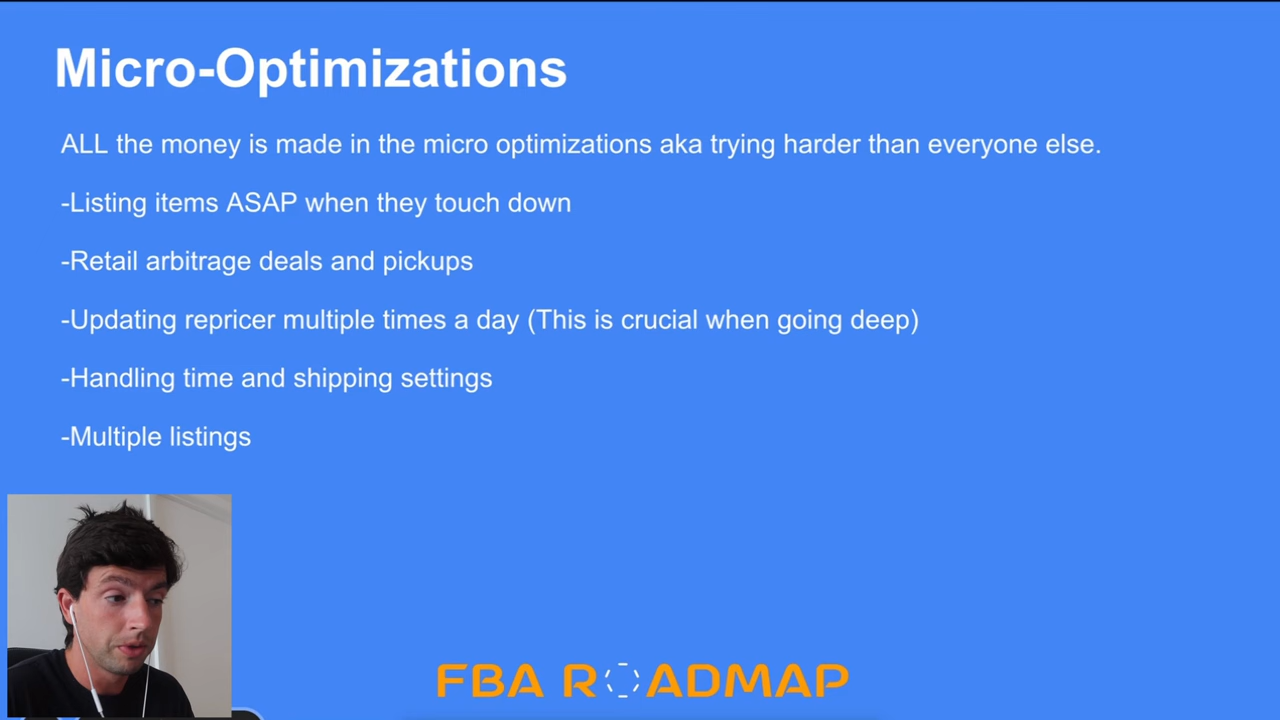 Micro-Optimizations
ALL the money is made in the micro optimizations aka trying harder than everyone else.
-Listing items ASAP when they touch down
-Retail arbitrage deals and pickups
-Updating repricer multiple times a day (This is crucial when going deep)
-Handling time and shipping settings
-Multiple listings
FBA ROADMAP